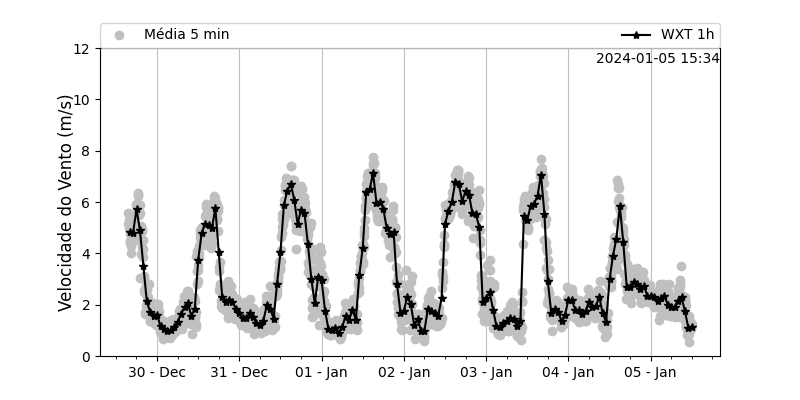 Média 5 min
WXT 1h
2024-01-05 15:34
Velocidade do Vento (m/s)
12
10
8
6
4
2
0
30 - Dec
31 - Dec
01 - Jan
02 - Jan
03 - Jan
04 - Jan
05 - Jan